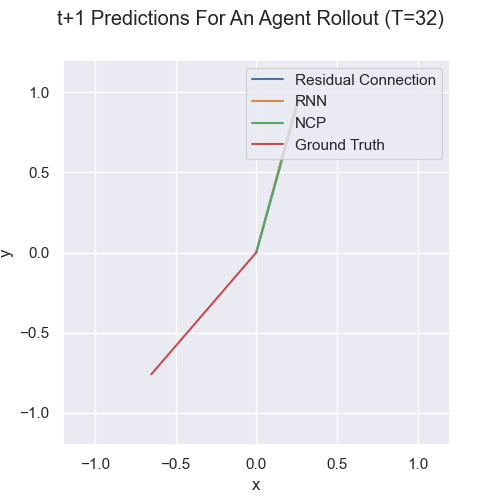 t+1 Predictions For An Agent Rollout (T=32)
Residual Connection
RNN
NCP
Ground Truth
1.0
0.5
0.0
−0.5
−1.0
y
−1.0 −0.5 0.0 0.5 1.0
x